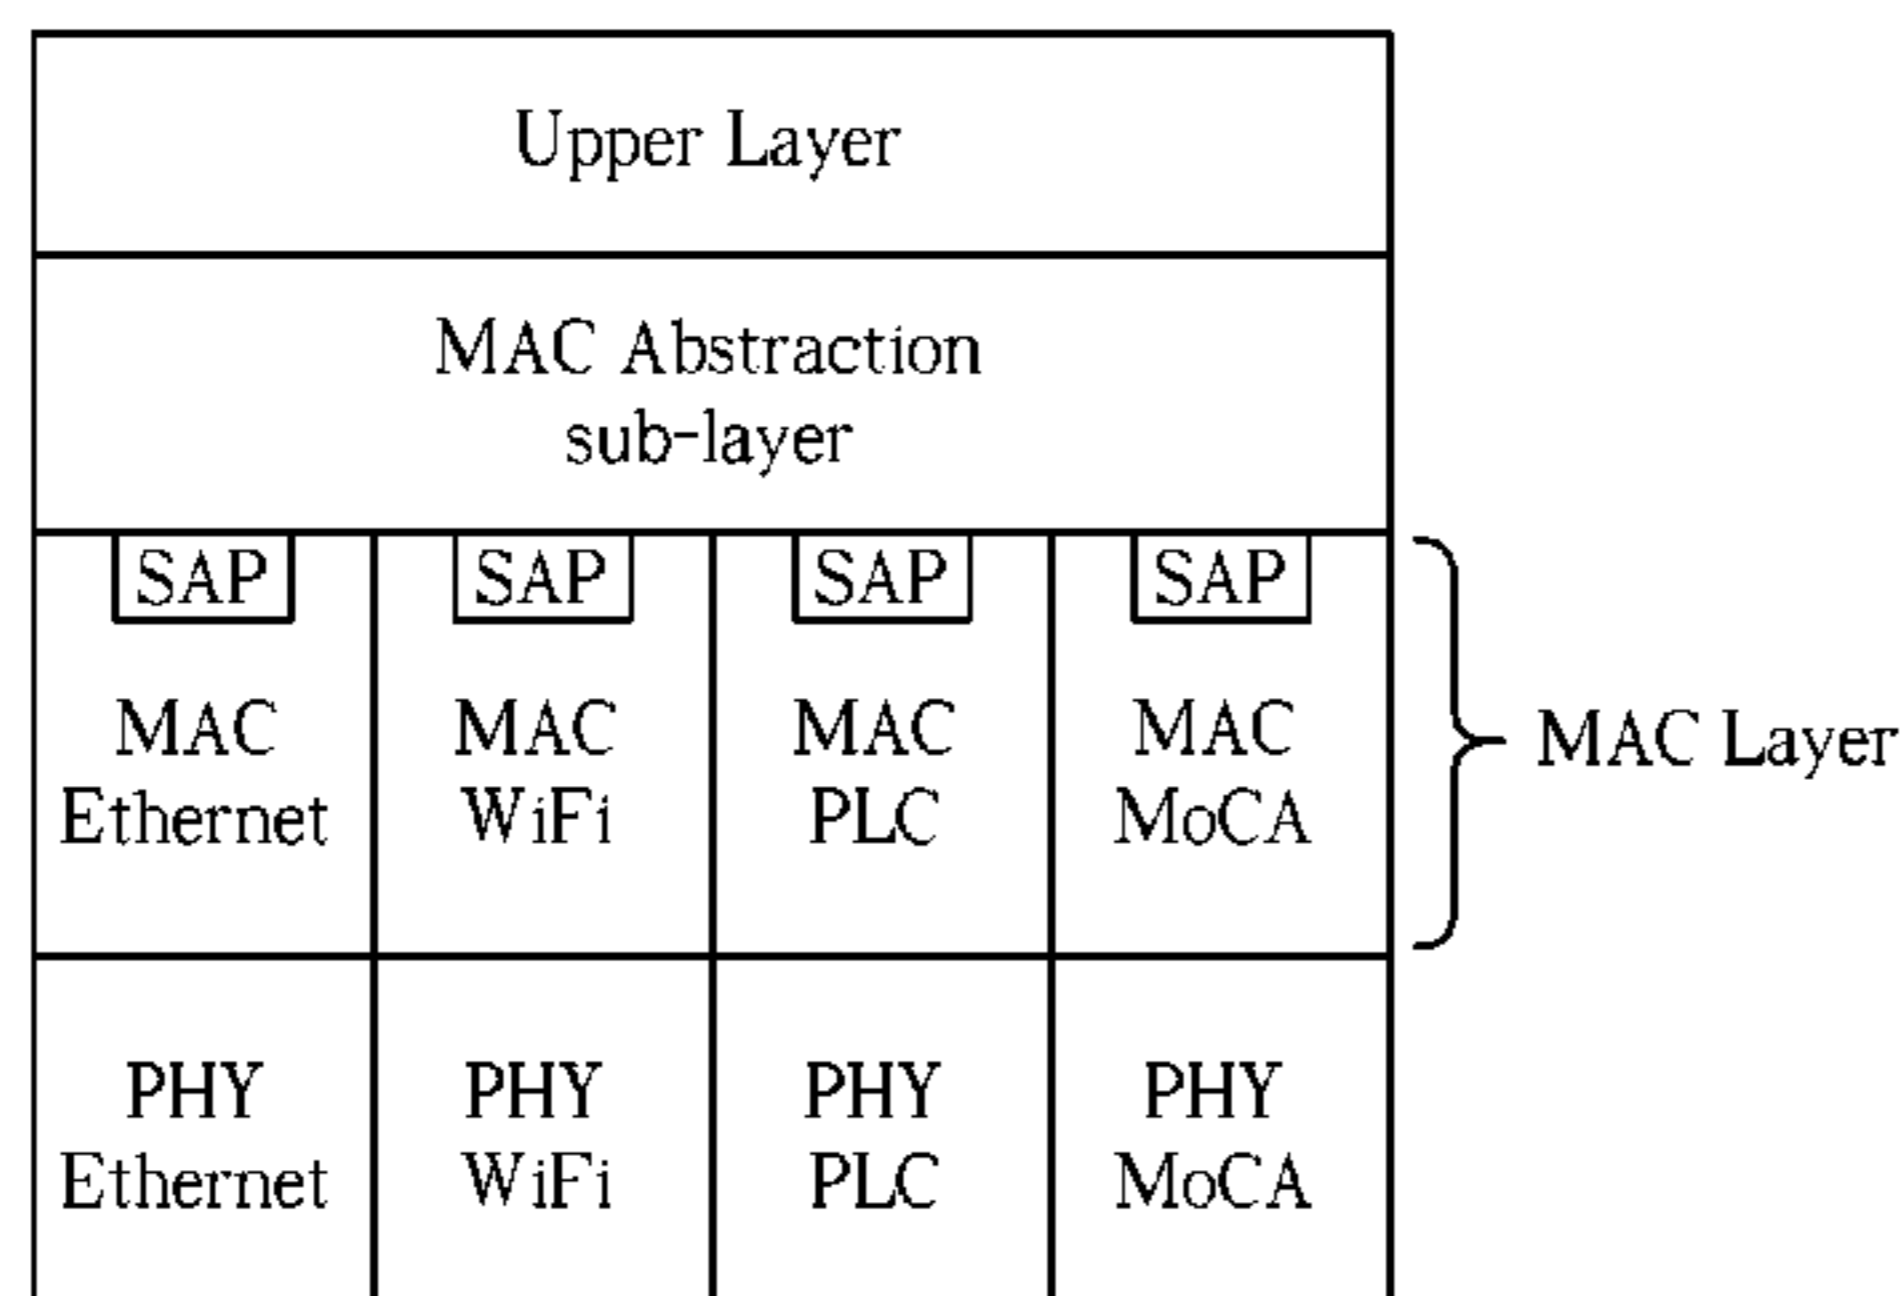 Upper Layer
MAC Abstraction
sub-layer
SAP SAP SAP SAP
MAC MAC MAC MAC
Ethernet WiFi PLC MoCA
MAC Layer
PHY PHY PHY PHY
Ethernet WiFi PLC MoCA